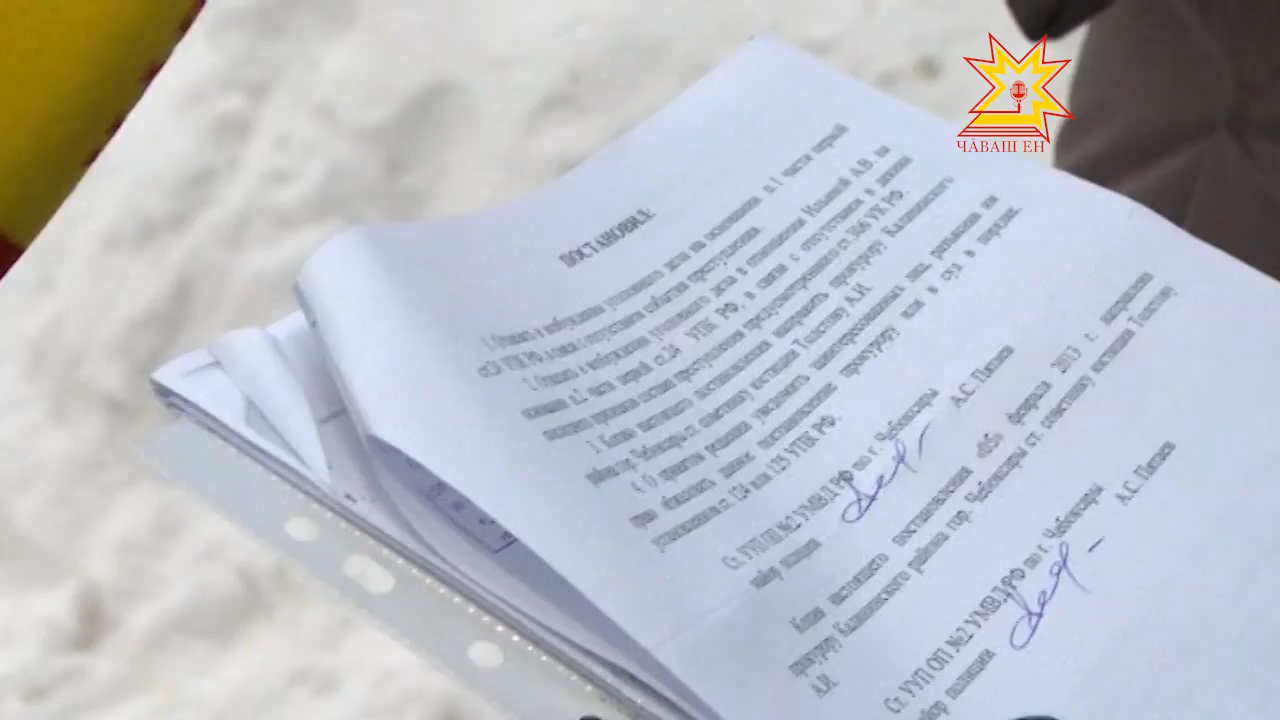 ЧӐВАШ ЕН
ПОСТАНОВИЛ:
1. Отказать в возбуждении уголовного дела на основании п.1 части первой
ст.24 УПК РФ, в связи с отсутствием события преступления.
2. Отказать в возбуждении уголовного дела в отношении А.В. на
основании п.2 части первой ст.24 УПК РФ, в связи с отсутствием в деянии
состава преступления предусмотренного ст.306 УК РФ.
3. Копию настоящего постановления направить прокурору Калининского
района гор. Чебоксары ст. советнику юстиции Толстову А.И.
4. О принятом решении уведомить заинтересованных лиц, разъяснив им
право обжаловать данное постановление прокурору или в суд в порядке,
установленном ст. 124 или 125 УПК РФ.
Ст. УУП ОП №2 УМВД РФ по г. Чебоксары
майор полиции А.С.
Копия настоящего постановления февраля 2013 г. направлена
прокурору Калининского района гор. Чебоксары ст. советнику юстиции Толстову
А.И.
Ст. УУП ОП №2 УМВД РФ по г. Чебоксары
майор полиции А.С.